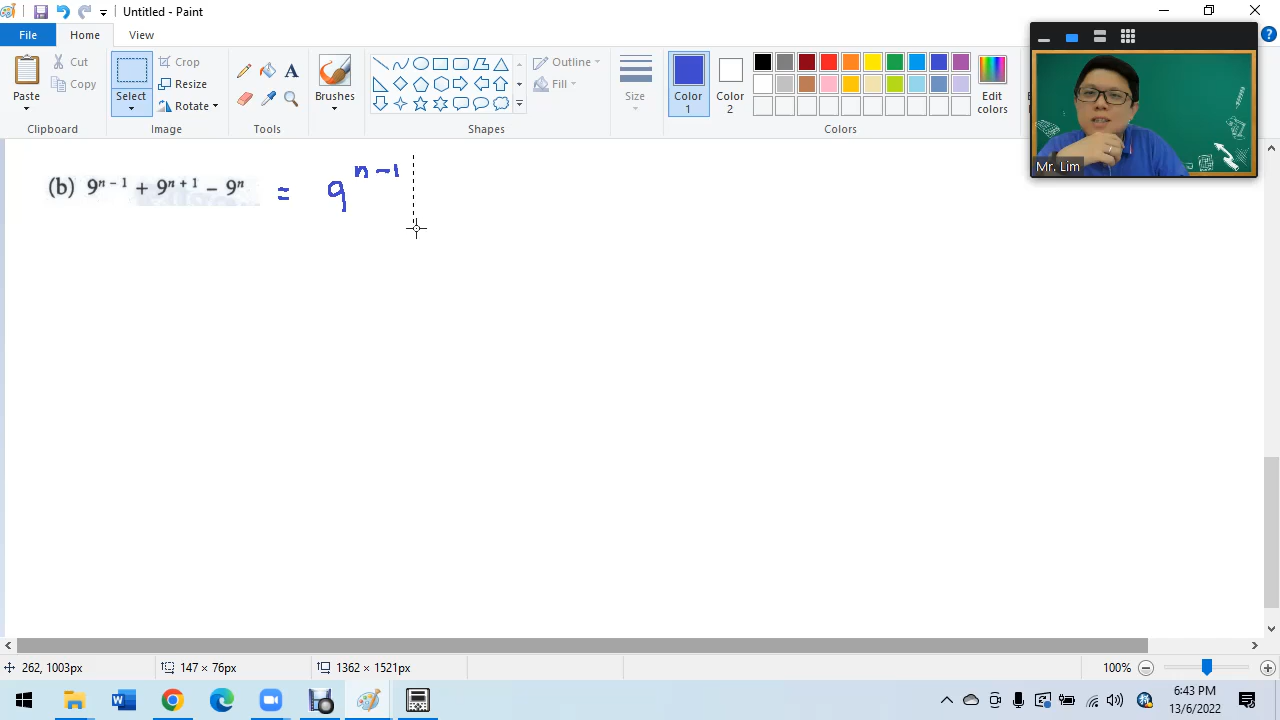 Untitled - Paint
File Home View
Paste
Cut
Copy
Clipboard
Select
Crop
Resize
Rotate
Image
A
Tools
Brushes
Shapes
Outline
Fill
Size
Color 1
Color 2
Colors
Edit colors
Mr. Lim
(b) 9ⁿ⁻¹ + 9ⁿ⁺¹ – 9ⁿ = 9ⁿ⁻¹
262, 1003px 147 × 76px 1362 × 1521px 100%
6:43 PM
13/6/2022